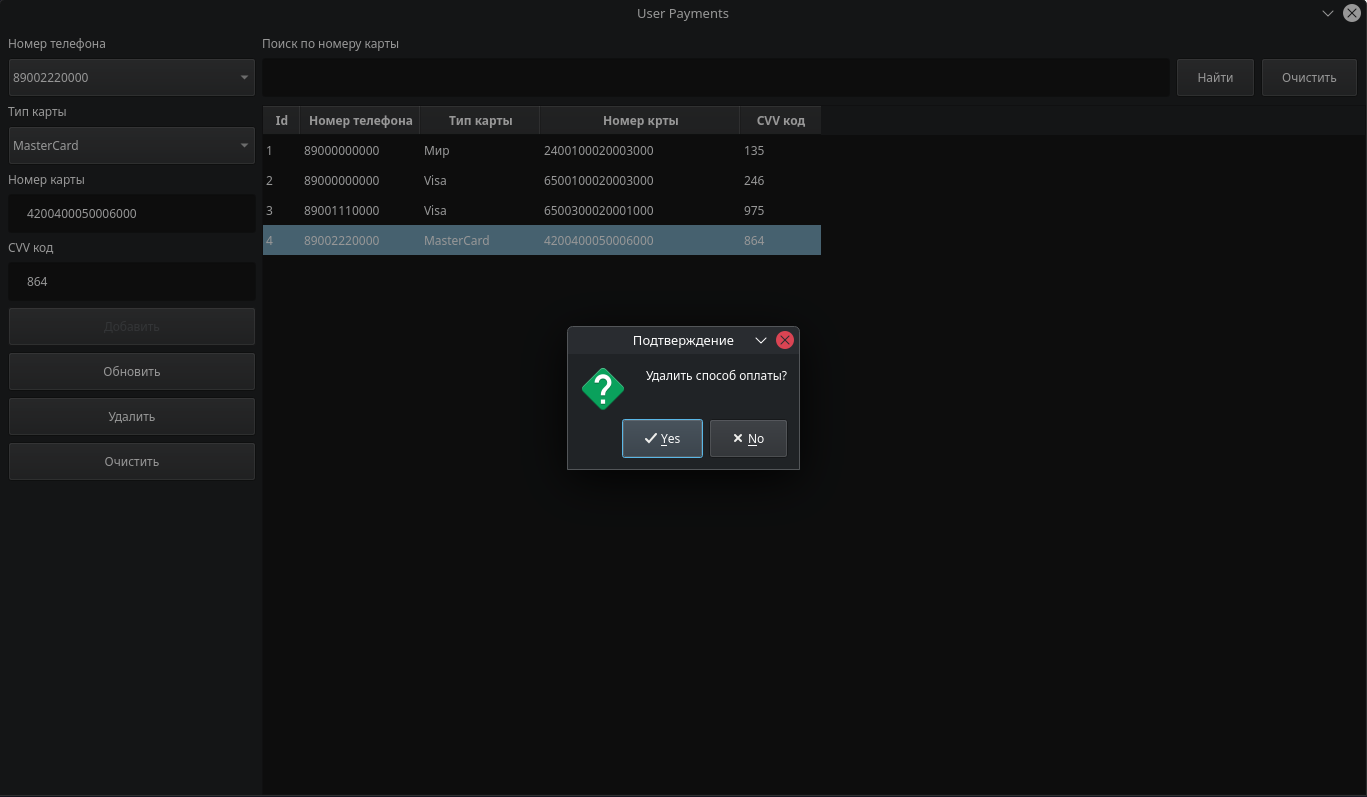 User Payments
Номер телефона
89002220000
Тип карты
MasterCard
Номер карты
4200400050006000
CVV код
864
Добавить
Обновить
Удалить
Очистить
Поиск по номеру карты
Найти Очистить
Id Номер телефона Тип карты Номер крты CVV код
1 89000000000 Мир 2400100020003000 135
2 89000000000 Visa 6500100020003000 246
3 89001110000 Visa 6500300020001000 975
4 89002220000 MasterCard 4200400050006000 864
Подтверждение
Удалить способ оплаты?
Yes No